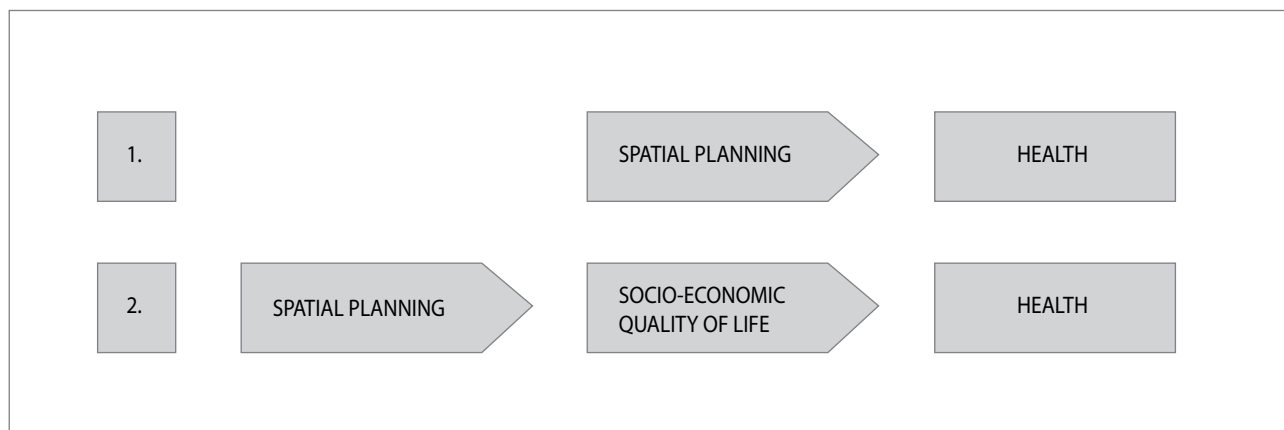 1.
SPATIAL PLANNING
HEALTH
2.
SPATIAL PLANNING
SOCIO-ECONOMIC
QUALITY OF LIFE
HEALTH